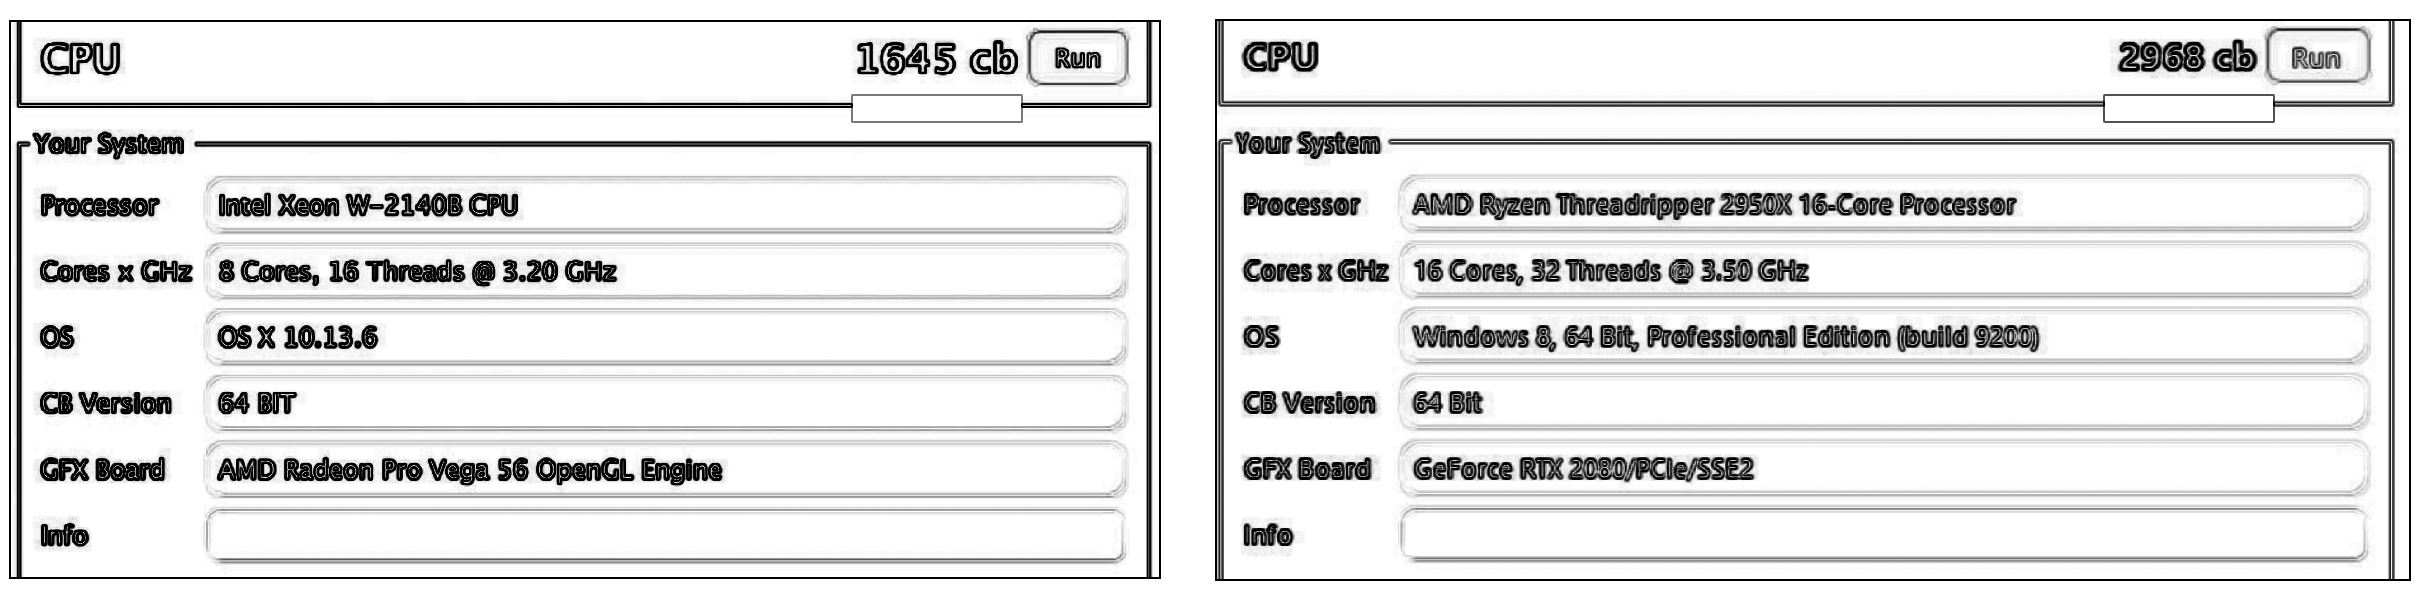 CPU 1645 cb Run
Your System
Processor Intel Xeon W-2140B CPU
Cores x GHz 8 Cores, 16 Threads @ 3.20 GHz
OS OS X 10.13.6
CB Version 64 BIT
GFX Board AMD Radeon Pro Vega 56 OpenGL Engine
Info
CPU 2968 cb Run
Your System
Processor AMD Ryzen Threadripper 2950X 16-Core Processor
Cores x GHz 16 Cores, 32 Threads @ 3.50 GHz
OS Windows 8, 64 Bit, Professional Edition (build 9200)
CB Version 64 Bit
GFX Board GeForce RTX 2080/PCIe/SSE2
Info